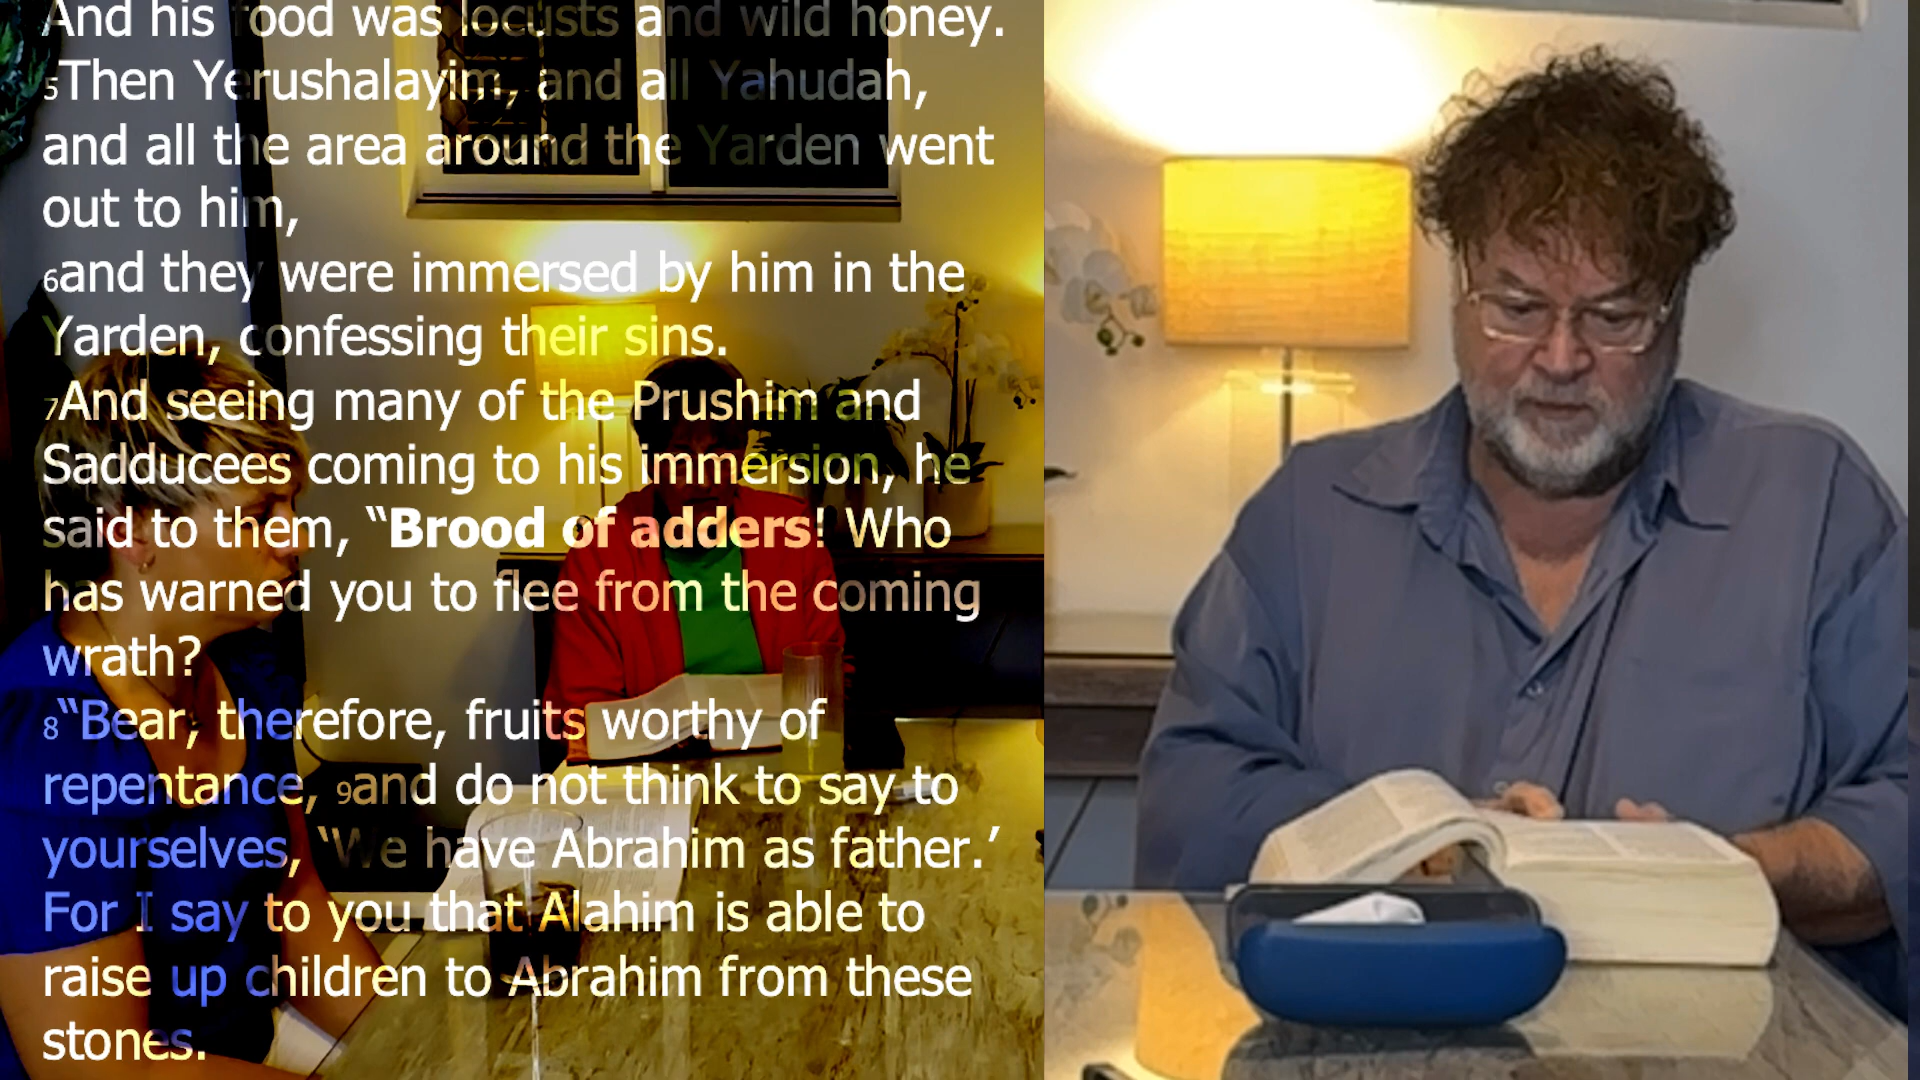 And his food was locusts and wild honey.
5Then Yerushalayim, and all Yahudah,
and all the area around the Yarden went
out to him,
6and they were immersed by him in the
Yarden, confessing their sins.
7And seeing many of the Prushim and
Sadducees coming to his immersion, he
said to them, “Brood of adders! Who
has warned you to flee from the coming
wrath?
8“Bear, therefore, fruits worthy of
repentance, 9and do not think to say to
yourselves, ‘We have Abrahim as father.’
For I say to you that Alahim is able to
raise up children to Abrahim from these
stones.